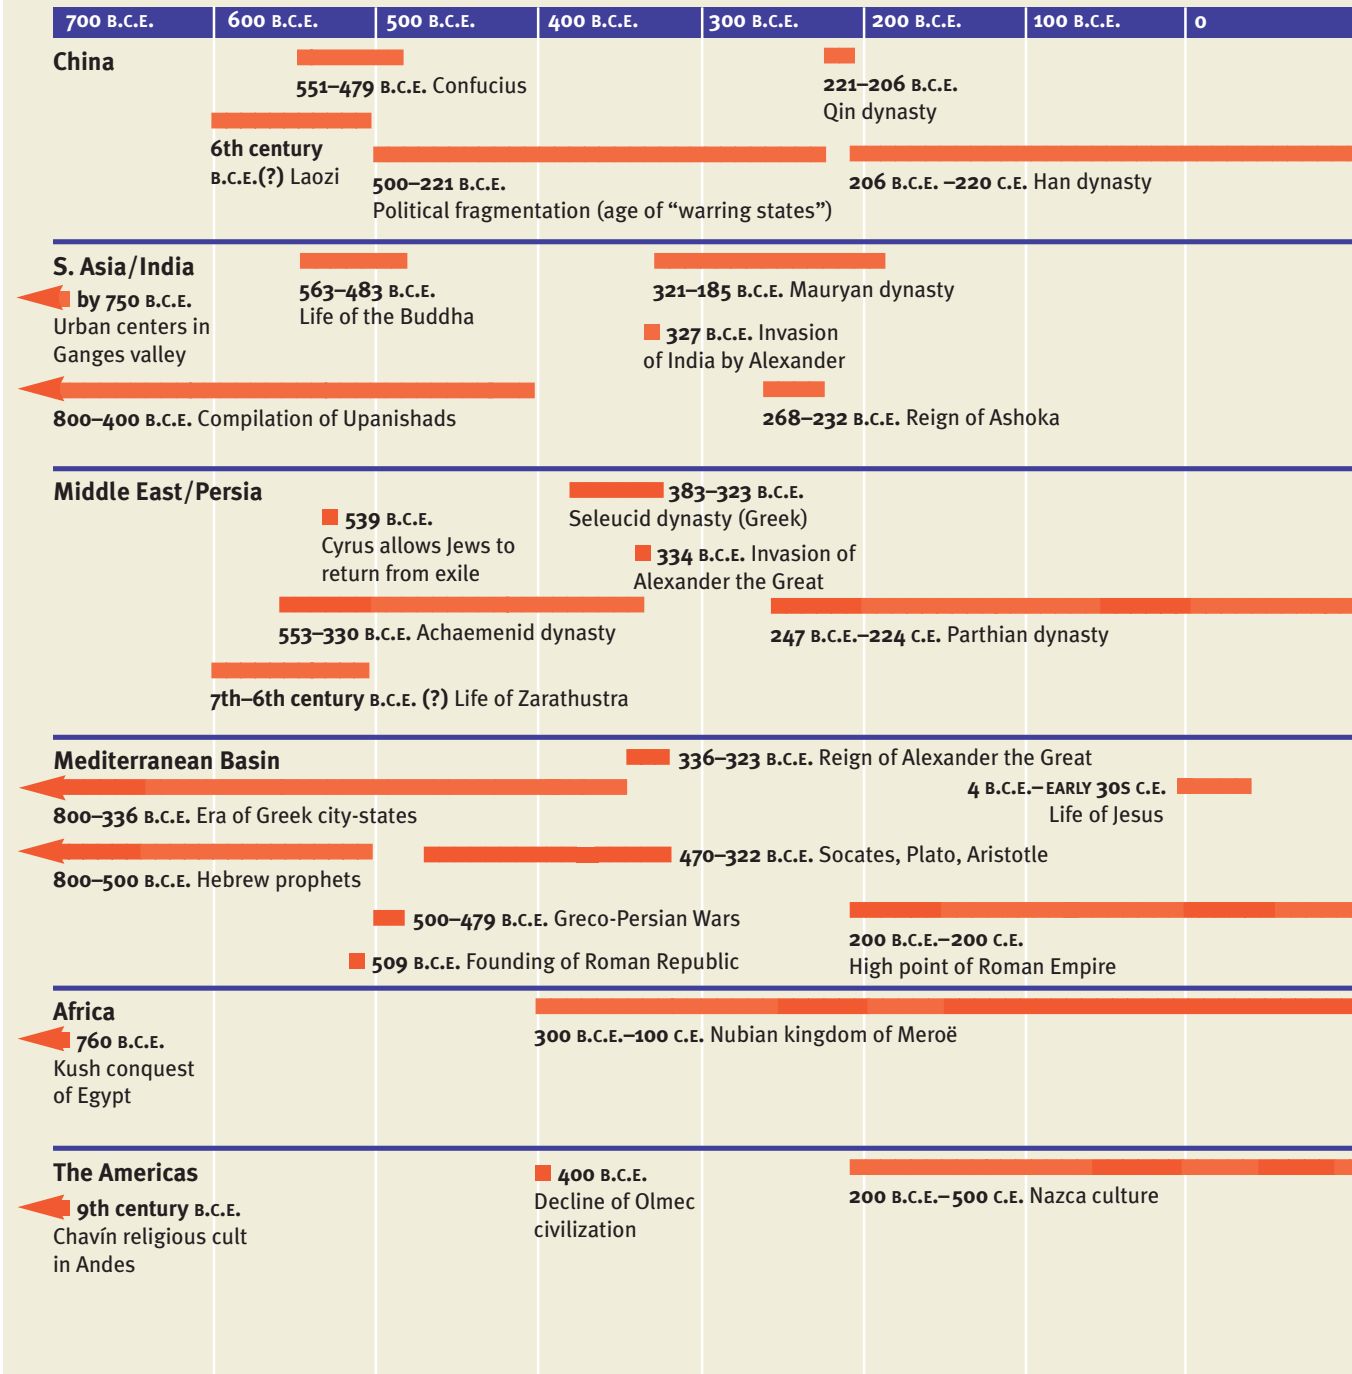 700 B.C.E. 600 B.C.E. 500 B.C.E. 400 B.C.E. 300 B.C.E. 200 B.C.E. 100 B.C.E. 0
China
551–479 B.C.E. Confucius
221–206 B.C.E.
Qin dynasty
6th century
B.C.E.(?) Laozi
500–221 B.C.E.
Political fragmentation (age of “warring states”)
206 B.C.E. –220 C.E. Han dynasty
S. Asia/India
by 750 B.C.E.
Urban centers in
Ganges valley
563–483 B.C.E.
Life of the Buddha
321–185 B.C.E. Mauryan dynasty
327 B.C.E. Invasion
of India by Alexander
800–400 B.C.E. Compilation of Upanishads
268–232 B.C.E. Reign of Ashoka
Middle East/Persia
383–323 B.C.E.
Seleucid dynasty (Greek)
539 B.C.E.
Cyrus allows Jews to
return from exile
334 B.C.E. Invasion of
Alexander the Great
553–330 B.C.E. Achaemenid dynasty
247 B.C.E.–224 C.E. Parthian dynasty
7th–6th century B.C.E. (?) Life of Zarathustra
Mediterranean Basin
336–323 B.C.E. Reign of Alexander the Great
4 B.C.E.–EARLY 30S C.E.
Life of Jesus
800–336 B.C.E. Era of Greek city-states
470–322 B.C.E. Socates, Plato, Aristotle
800–500 B.C.E. Hebrew prophets
500–479 B.C.E. Greco-Persian Wars
200 B.C.E.–200 C.E.
High point of Roman Empire
509 B.C.E. Founding of Roman Republic
Africa
760 B.C.E.
Kush conquest
of Egypt
300 B.C.E.–100 C.E. Nubian kingdom of Meroë
The Americas
9th century B.C.E.
Chavín religious cult
in Andes
400 B.C.E.
Decline of Olmec
civilization
200 B.C.E.–500 C.E. Nazca culture